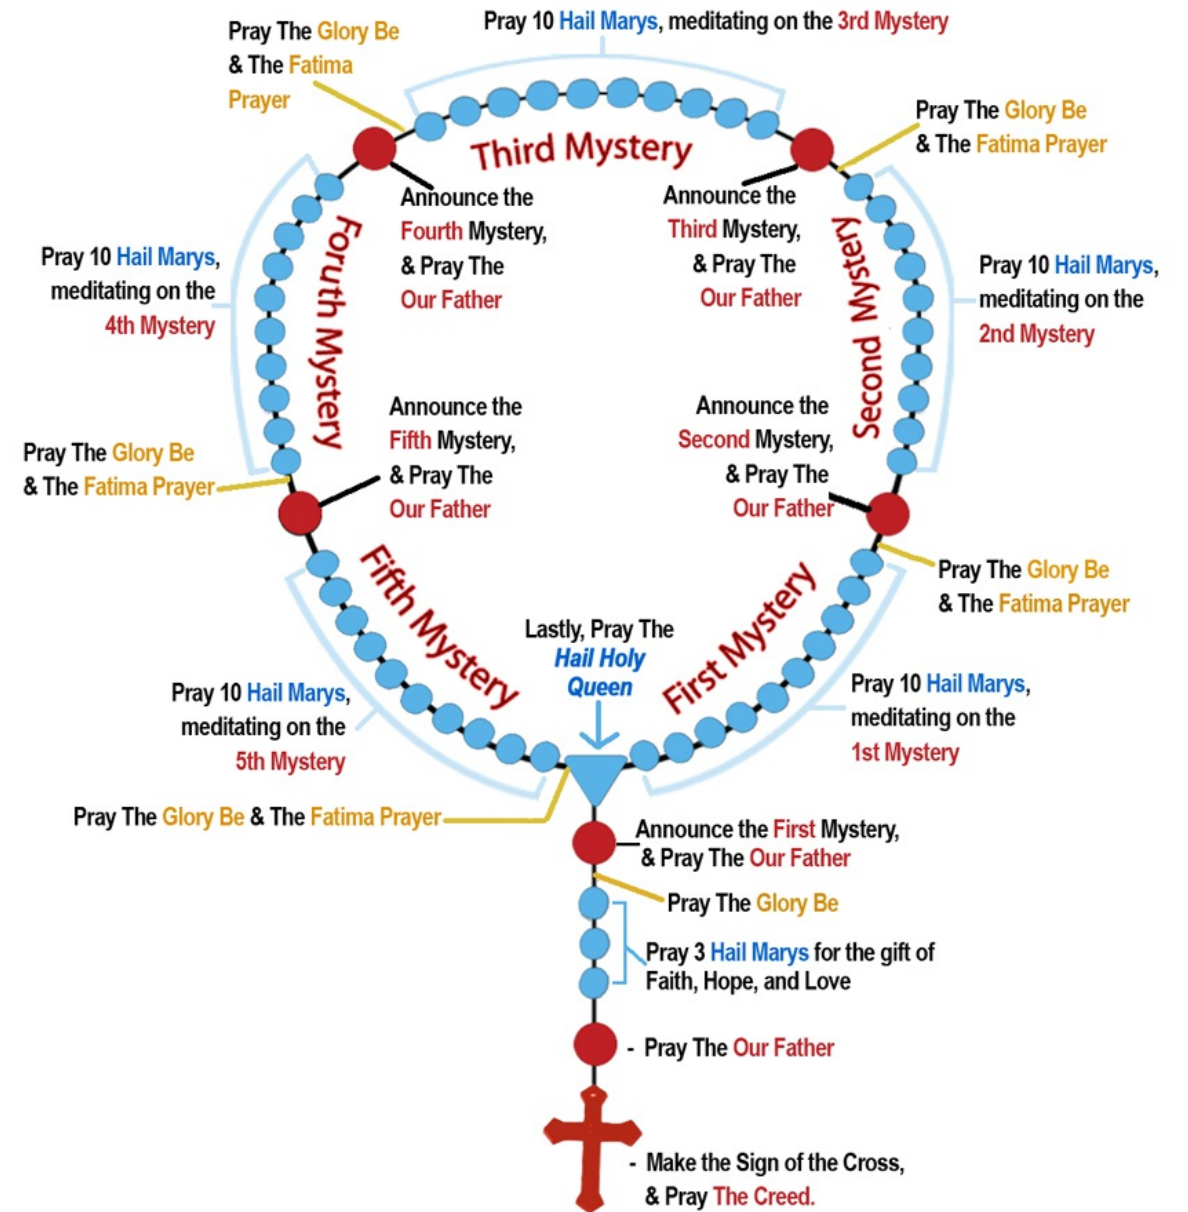 Pray 10 Hail Marys, meditating on the 3rd Mystery
Pray The Glory Be
& The Fatima
Prayer
Pray The Glory Be
& The Fatima Prayer
Third Mystery
Announce the
Fourth Mystery,
& Pray The
Our Father
Announce the
Third Mystery,
& Pray The
Our Father
Pray 10 Hail Marys,
meditating on the
4th Mystery
Foruth Mystery
Second Mystery
Pray 10 Hail Marys,
meditating on the
2nd Mystery
Announce the
Fifth Mystery,
& Pray The
Our Father
Announce the
Second Mystery,
& Pray The
Our Father
Pray The Glory Be
& The Fatima Prayer
Pray The Glory Be
& The Fatima Prayer
Fifth Mystery
First Mystery
Lastly, Pray The
Hail Holy
Queen
Pray 10 Hail Marys,
meditating on the
5th Mystery
Pray 10 Hail Marys,
meditating on the
1st Mystery
Pray The Glory Be & The Fatima Prayer
Announce the First Mystery,
& Pray The Our Father
Pray The Glory Be
Pray 3 Hail Marys for the gift of
Faith, Hope, and Love
- Pray The Our Father
- Make the Sign of the Cross,
& Pray The Creed.